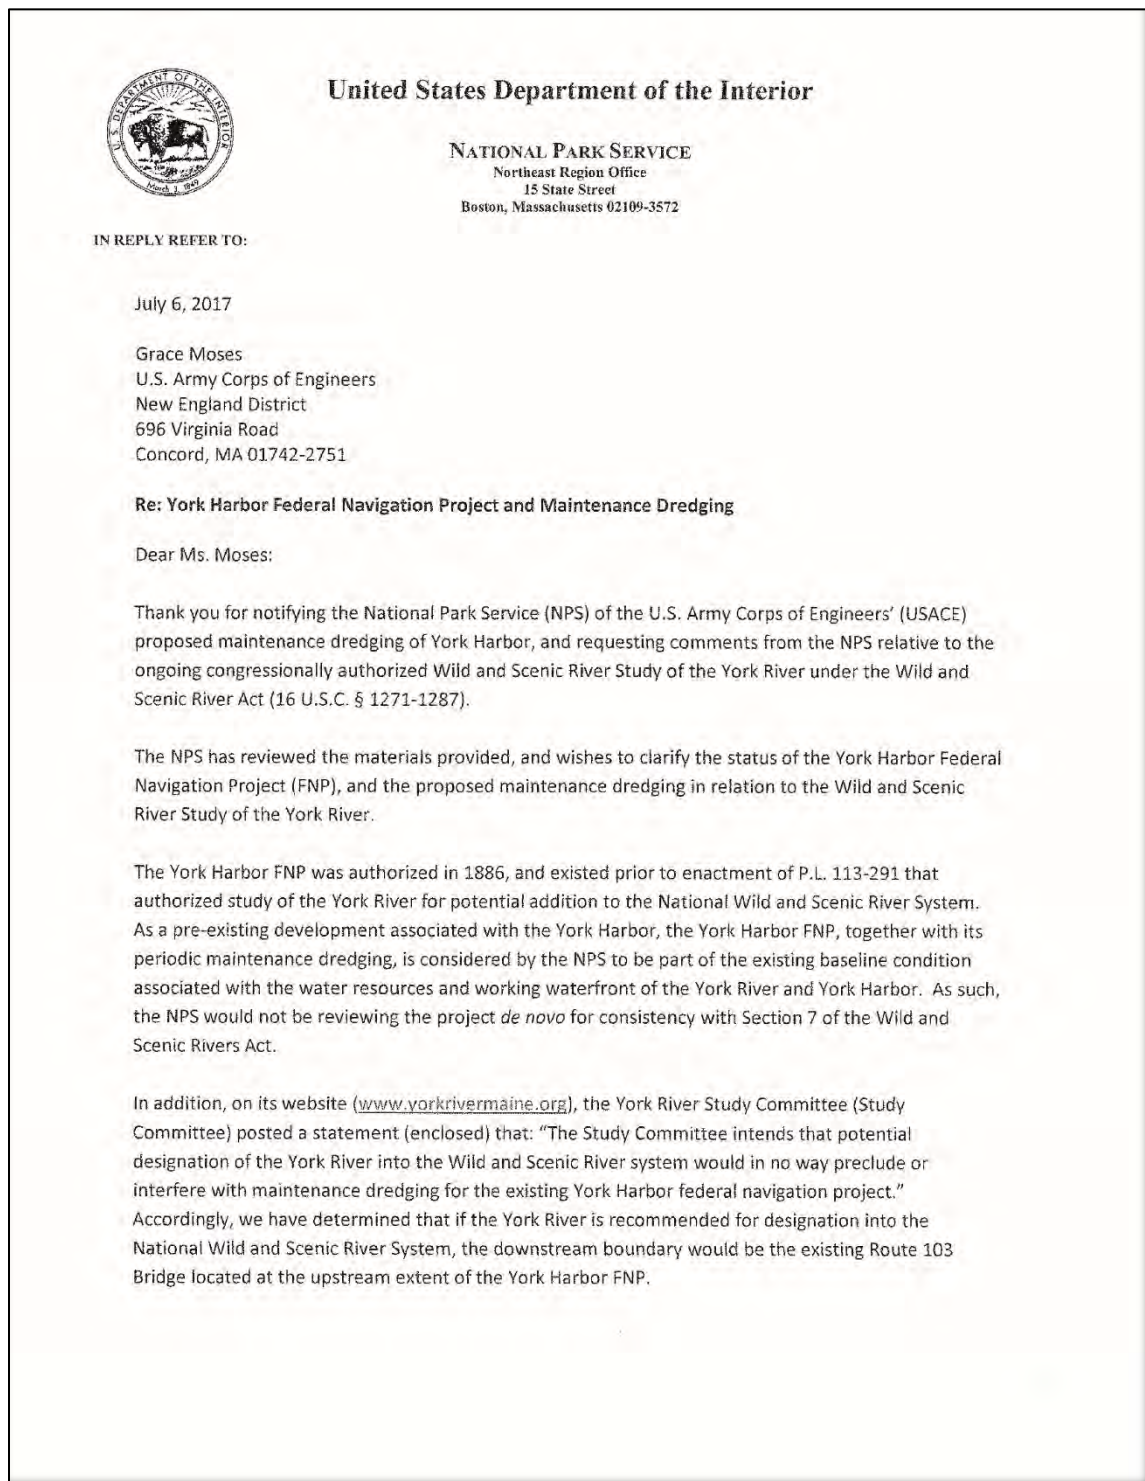 U.S. DEPARTMENT OF THE INTERIOR
March 3, 1849
United States Department of the Interior
NATIONAL PARK SERVICE
Northeast Region Office
15 State Street
Boston, Massachusetts 02109-3572
IN REPLY REFER TO:
July 6, 2017
Grace Moses
U.S. Army Corps of Engineers
New England District
696 Virginia Road
Concord, MA 01742-2751
Re: York Harbor Federal Navigation Project and Maintenance Dredging
Dear Ms. Moses:
Thank you for notifying the National Park Service (NPS) of the U.S. Army Corps of Engineers’ (USACE)
proposed maintenance dredging of York Harbor, and requesting comments from the NPS relative to the
ongoing congressionally authorized Wild and Scenic River Study of the York River under the Wild and
Scenic River Act (16 U.S.C. § 1271-1287).
The NPS has reviewed the materials provided, and wishes to clarify the status of the York Harbor Federal
Navigation Project (FNP), and the proposed maintenance dredging in relation to the Wild and Scenic
River Study of the York River.
The York Harbor FNP was authorized in 1886, and existed prior to enactment of P.L. 113-291 that
authorized study of the York River for potential addition to the National Wild and Scenic River System.
As a pre-existing development associated with the York Harbor, the York Harbor FNP, together with its
periodic maintenance dredging, is considered by the NPS to be part of the existing baseline condition
associated with the water resources and working waterfront of the York River and York Harbor. As such,
the NPS would not be reviewing the project de novo for consistency with Section 7 of the Wild and
Scenic Rivers Act.
In addition, on its website (www.yorkrivermaine.org), the York River Study Committee (Study
Committee) posted a statement (enclosed) that: “The Study Committee intends that potential
designation of the York River into the Wild and Scenic River system would in no way preclude or
interfere with maintenance dredging for the existing York Harbor federal navigation project.”
Accordingly, we have determined that if the York River is recommended for designation into the
National Wild and Scenic River System, the downstream boundary would be the existing Route 103
Bridge located at the upstream extent of the York Harbor FNP.